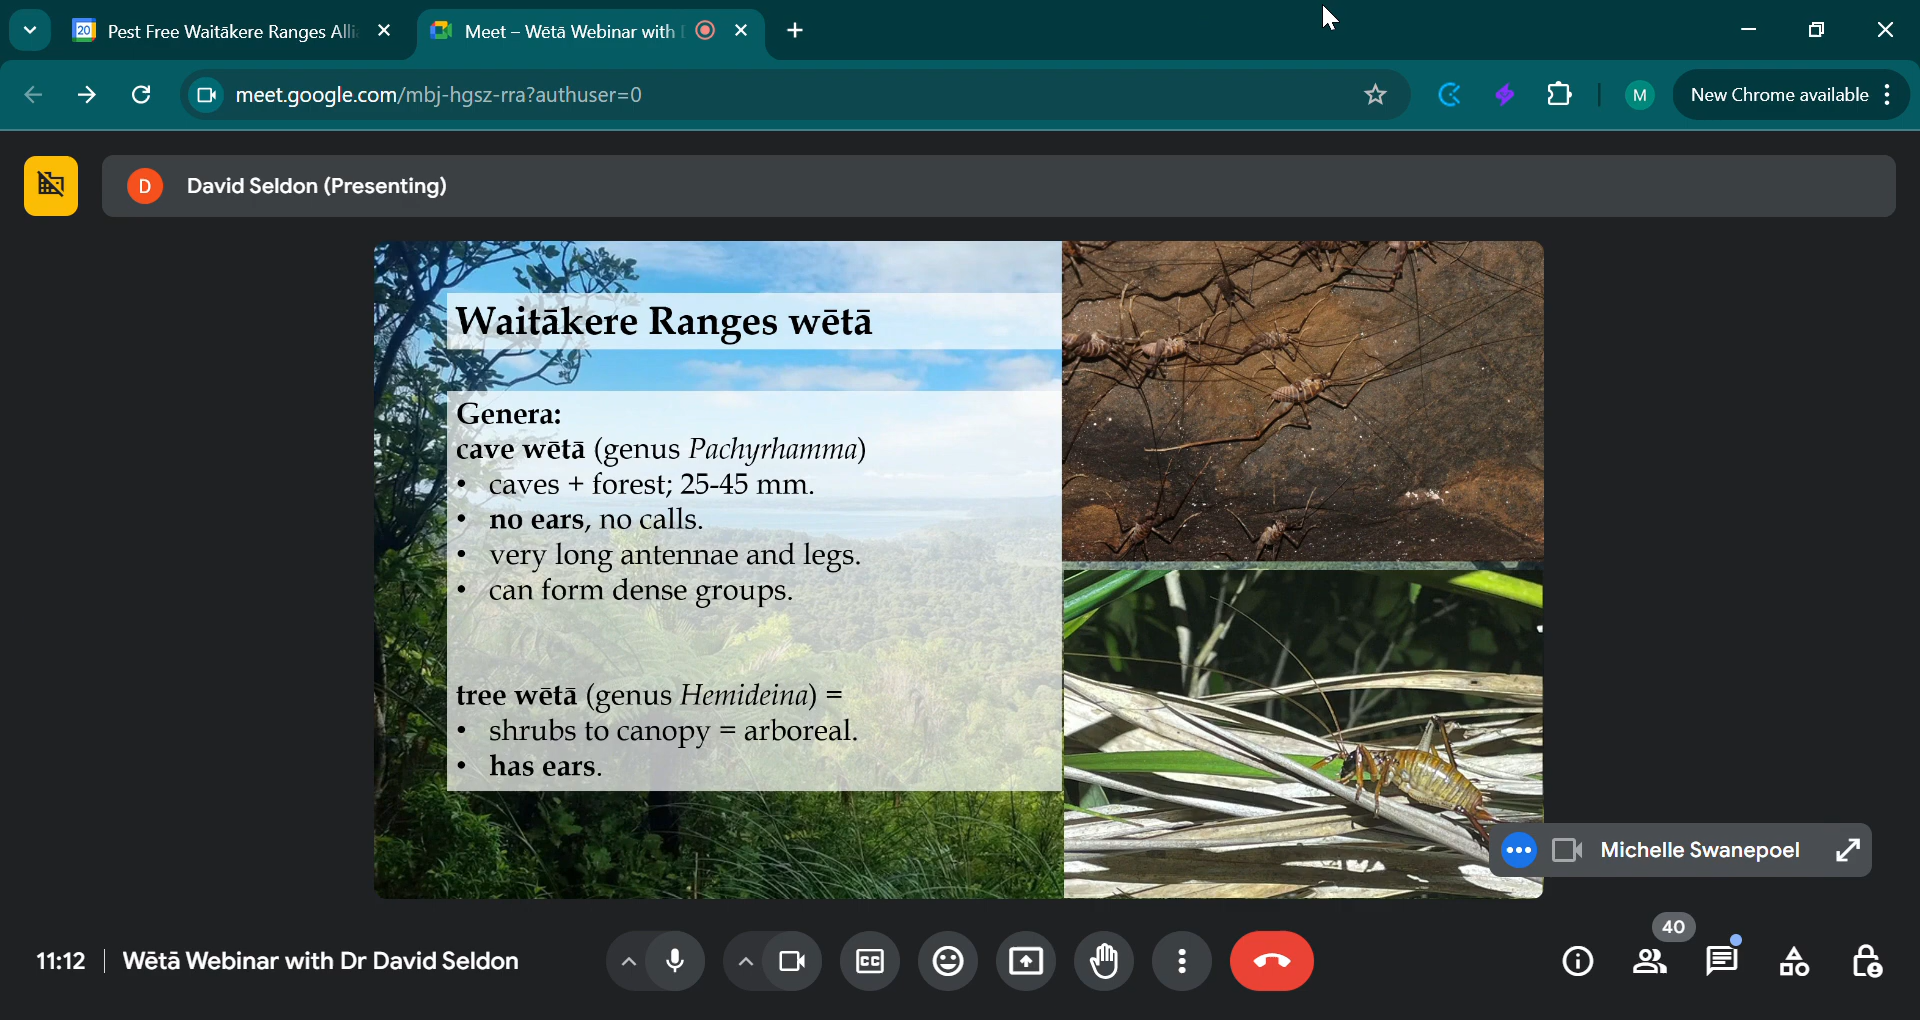 Pest Free Waitākere Ranges Alli
Meet – Wētā Webinar with
meet.google.com/mbj-hgsz-rra?authuser=0
M
New Chrome available
D
David Seldon (Presenting)
Waitākere Ranges wētā
Genera:
cave wētā (genus Pachyrhamma)
• caves + forest; 25-45 mm.
• no ears, no calls.
• very long antennae and legs.
• can form dense groups.
tree wētā (genus Hemideina) =
• shrubs to canopy = arboreal.
• has ears.
Michelle Swanepoel
11:12
Wētā Webinar with Dr David Seldon
CC
40